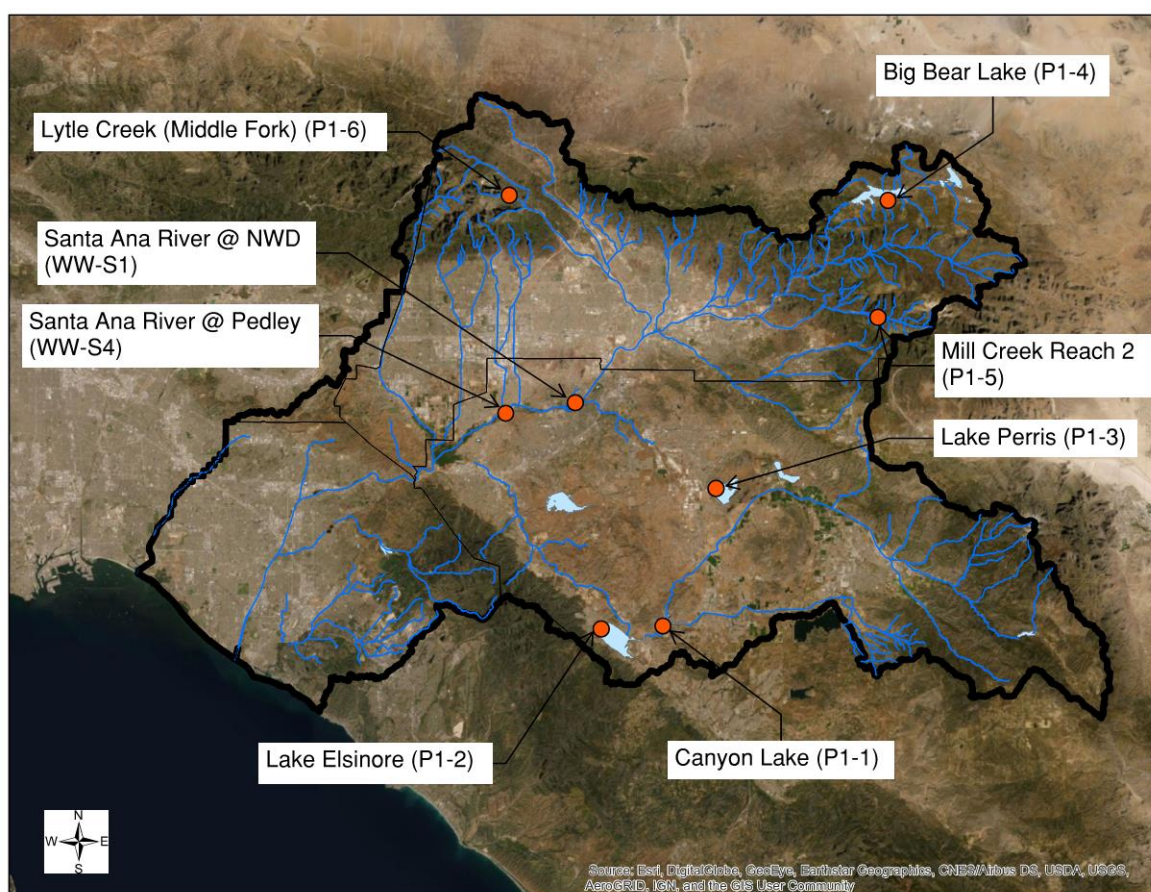 Big Bear Lake (P1-4)
Lytle Creek (Middle Fork) (P1-6)
Santa Ana River @ NWD
(WW-S1)
Santa Ana River @ Pedley
(WW-S4)
Mill Creek Reach 2
(P1-5)
Lake Perris (P1-3)
Lake Elsinore (P1-2)
Canyon Lake (P1-1)
N
W E
S
Source: Esri, DigitalGlobe, GeoEye, Earthstar Geographics, CNES/Airbus DS, USDA, USGS,
AeroGRID, IGN, and the GIS User Community